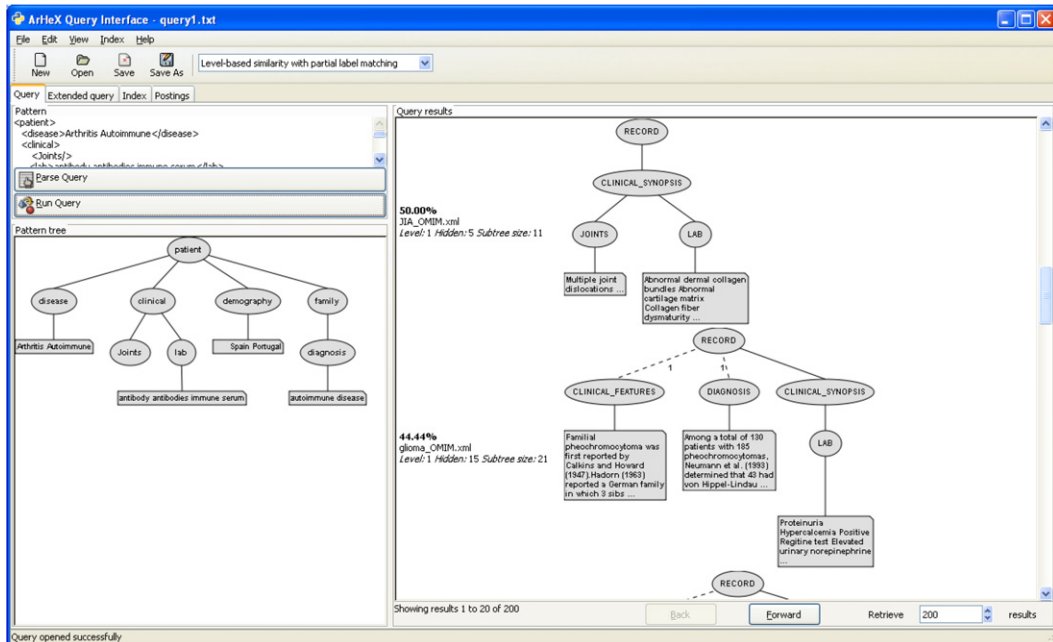 ArHeX Query Interface - query1.txt
File Edit View Index Help
New Open Save Save As Level-based similarity with partial label matching
Query Extended query Index Postings
Pattern
<patient>
<disease>Arthritis Autoimmune</disease>
<clinical>
<Joints/>
<lab>antibody antibodies immune serum</lab>
Parse Query
Run Query
Pattern tree
patient
disease clinical demography family
Arthritis Autoimmune Joints lab Spain Portugal diagnosis
antibody antibodies immune serum autoimmune disease
Query results
RECORD
CLINICAL_SYNOPSIS
50.00%
JIA_OMIM.xml
Level: 1 Hidden: 5 Subtree size: 11
JOINTS LAB
Multiple joint
dislocations ...
Abnormal dermal collagen
bundles Abnormal
cartilage matrix
Collagen fiber
dysmaturity ...
RECORD
1 1
CLINICAL_FEATURES DIAGNOSIS CLINICAL_SYNOPSIS
44.44%
glioma_OMIM.xml
Level: 1 Hidden: 15 Subtree size: 21
Familial
pheochromocytoma was
first reported by
Calkins and Howard
(1947).Hadorn (1963)
reported a German family
in which 3 sibs ...
Among a total of 130
patients with 185
pheochromocytomas,
Neumann et al. (1993)
determined that 43 had
von Hippel-Lindau ...
LAB
Proteinuria
Hypercalcemia Positive
Regitine test Elevated
urinary norepinephrine
...
RECORD
Showing results 1 to 20 of 200 Back Forward Retrieve 200 results
Query opened successfully